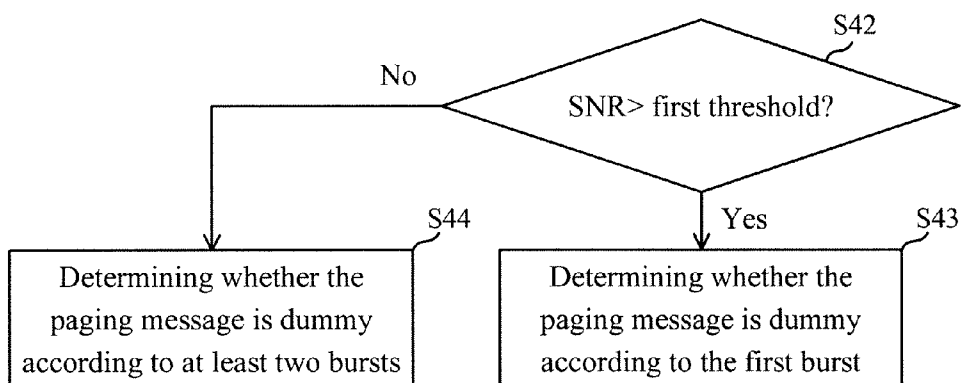 S42
No
SNR> first threshold?
Yes
S44
Determining whether the
paging message is dummy
according to at least two bursts
S43
Determining whether the
paging message is dummy
according to the first burst